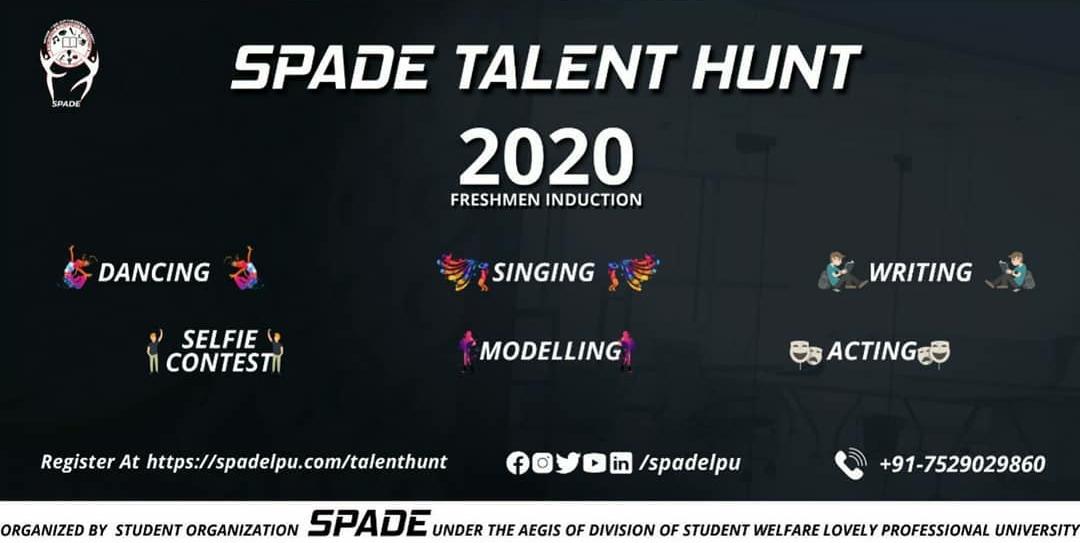 SPADE
SPADE TALENT HUNT
2020
FRESHMEN INDUCTION
DANCING
SINGING
WRITING
SELFIE
CONTEST
MODELLING
ACTING
Register At https://spadelpu.com/talenthunt
/spadelpu
+91-7529029860
ORGANIZED BY STUDENT ORGANIZATION SPADE UNDER THE AEGIS OF DIVISION OF STUDENT WELFARE LOVELY PROFESSIONAL UNIVERSITY